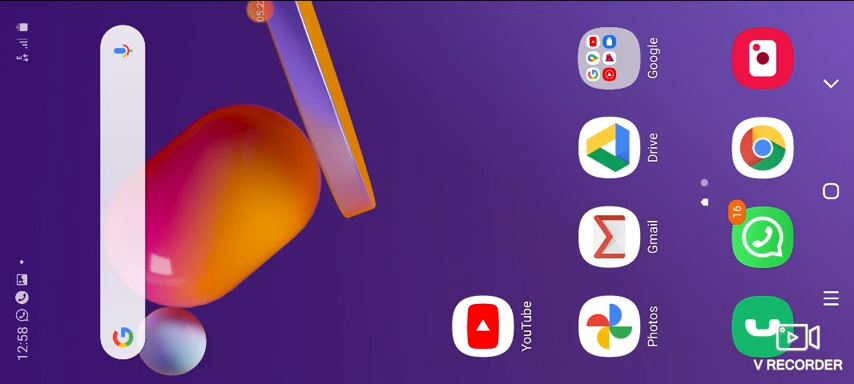 12:58
05:2
YouTube
Photos
Gmail
Drive
Google
16
V RECORDER